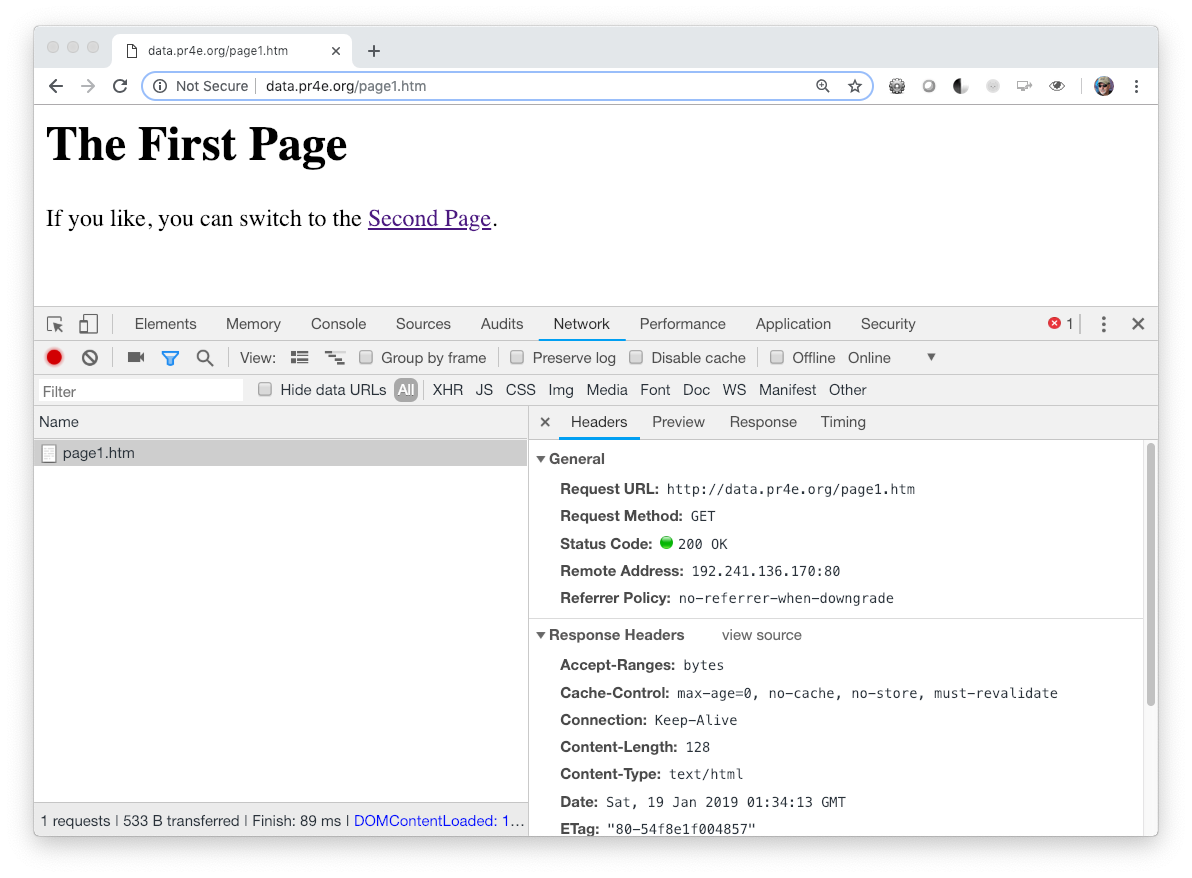 data.pr4e.org/page1.htm
Not Secure data.pr4e.org/page1.htm
The First Page
If you like, you can switch to the Second Page.
Elements Memory Console Sources Audits Network Performance Application Security 1
View: Group by frame Preserve log Disable cache Offline Online
Filter Hide data URLs All XHR JS CSS Img Media Font Doc WS Manifest Other
Name
page1.htm
1 requests | 533 B transferred | Finish: 89 ms | DOMContentLoaded: 1…
Headers Preview Response Timing
General
Request URL: http://data.pr4e.org/page1.htm
Request Method: GET
Status Code: 200 OK
Remote Address: 192.241.136.170:80
Referrer Policy: no-referrer-when-downgrade
Response Headers view source
Accept-Ranges: bytes
Cache-Control: max-age=0, no-cache, no-store, must-revalidate
Connection: Keep-Alive
Content-Length: 128
Content-Type: text/html
Date: Sat, 19 Jan 2019 01:34:13 GMT
ETag: "80-54f8e1f004857"